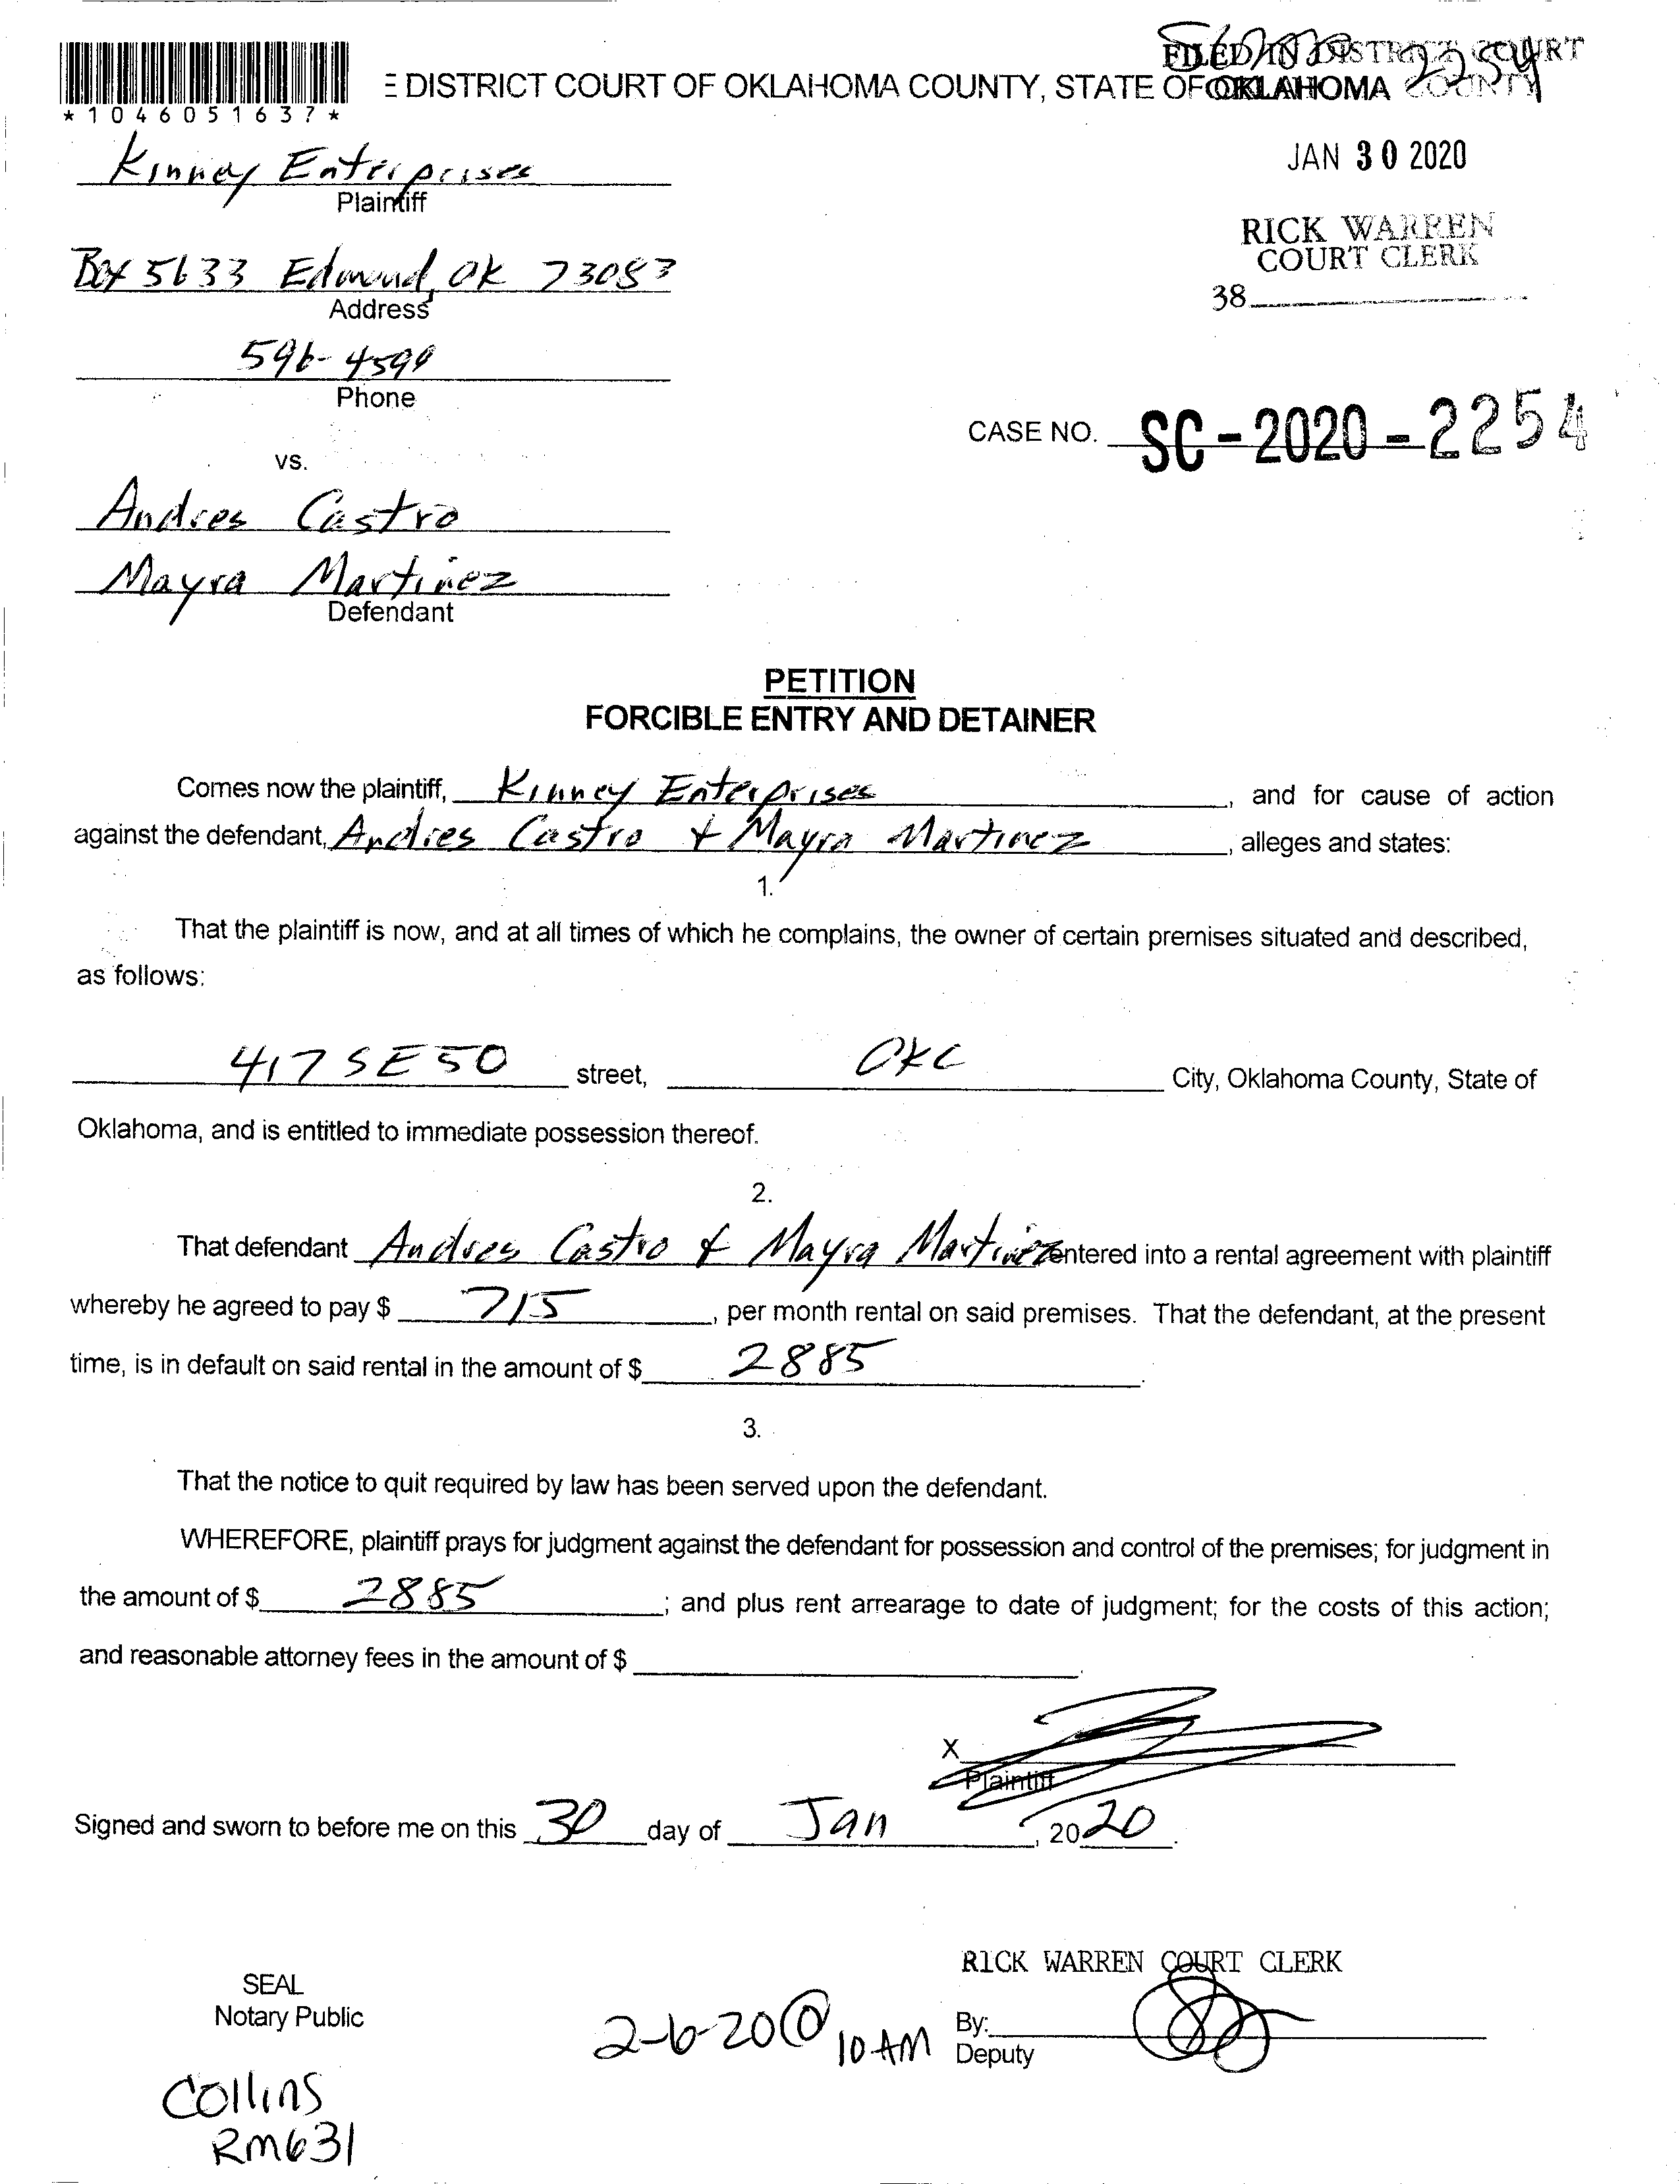 SC2020 2254
FILED IN DISTRICT COURT
E DISTRICT COURT OF OKLAHOMA COUNTY, STATE OF OKLAHOMA
OKLAHOMA COUNTY
*1046051637*
JAN 30 2020
RICK WARREN
COURT CLERK
38
Kinney Enterprises
Plaintiff
Box 5633 Edmond, OK 73083
Address
596-4599
Phone
CASE NO. SC-2020-2254
vs.
Andres Castro
Mayra Martinez
Defendant
PETITION
FORCIBLE ENTRY AND DETAINER
Comes now the plaintiff, Kinney Enterprises, and for cause of action
against the defendant, Andres Castro & Mayra Martinez, alleges and states:
1.
That the plaintiff is now, and at all times of which he complains, the owner of certain premises situated and described,
as follows:
417 SE 50 street, OKC City, Oklahoma County, State of
Oklahoma, and is entitled to immediate possession thereof.
2.
That defendant Andres Castro & Mayra Martinez entered into a rental agreement with plaintiff
whereby he agreed to pay $ 715, per month rental on said premises. That the defendant, at the present
time, is in default on said rental in the amount of $ 2885.
3.
That the notice to quit required by law has been served upon the defendant.
WHEREFORE, plaintiff prays for judgment against the defendant for possession and control of the premises; for judgment in
the amount of $ 2885; and plus rent arrearage to date of judgment; for the costs of this action;
and reasonable attorney fees in the amount of $ .
X
Plaintiff
Signed and sworn to before me on this 30 day of Jan, 2020.
RICK WARREN COURT CLERK
SEAL
Notary Public
2-6-20@ 10 AM
By:
Deputy
Collins
RM631